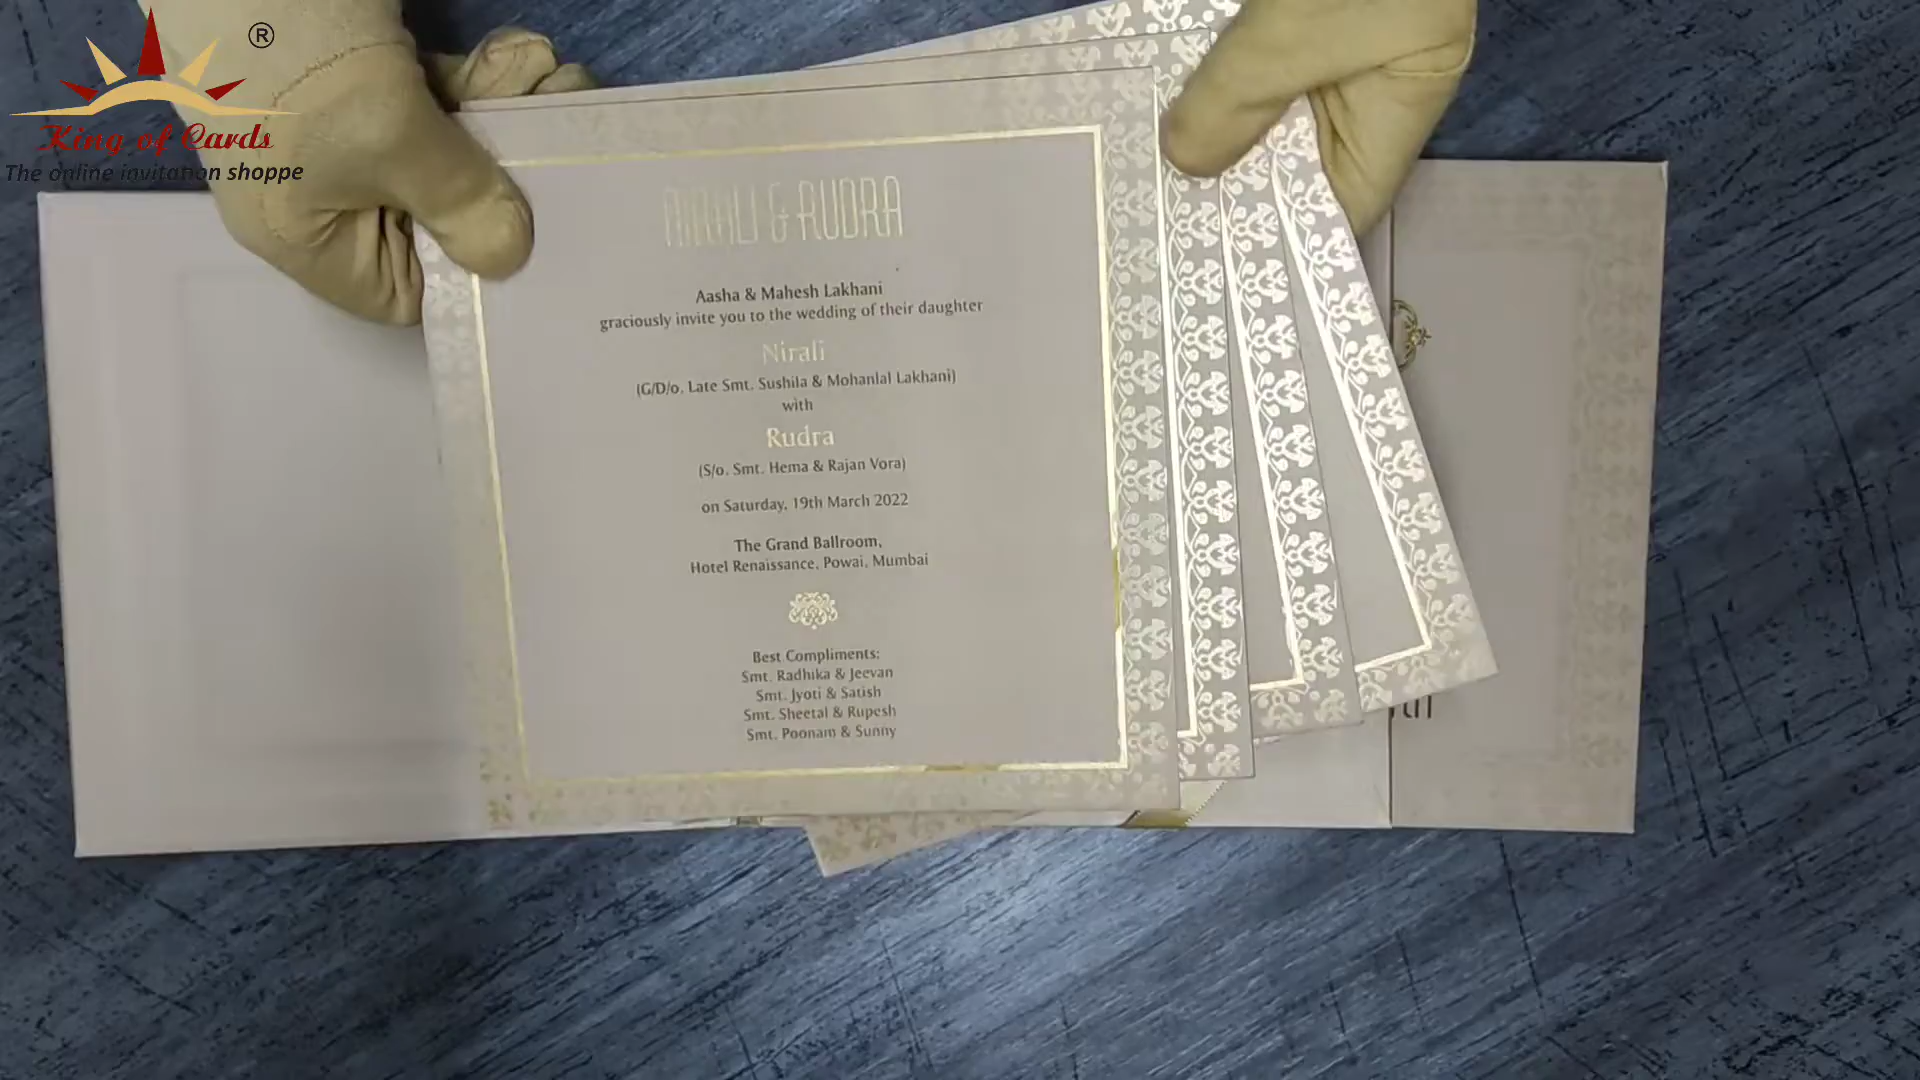 ®
King of Cards
The online invitation shoppe
NIRALI & RUDRA
Aasha & Mahesh Lakhani
graciously invite you to the wedding of their daughter
Nirali
(G/D/o. Late Smt. Sushila & Mohanlal Lakhani)
with
Rudra
(S/o. Smt. Hema & Rajan Vora)
on Saturday, 19th March 2022
The Grand Ballroom,
Hotel Renaissance, Powai, Mumbai
Best Compliments:
Smt. Radhika & Jeevan
Smt. Jyoti & Satish
Smt. Sheetal & Rupesh
Smt. Poonam & Sunny